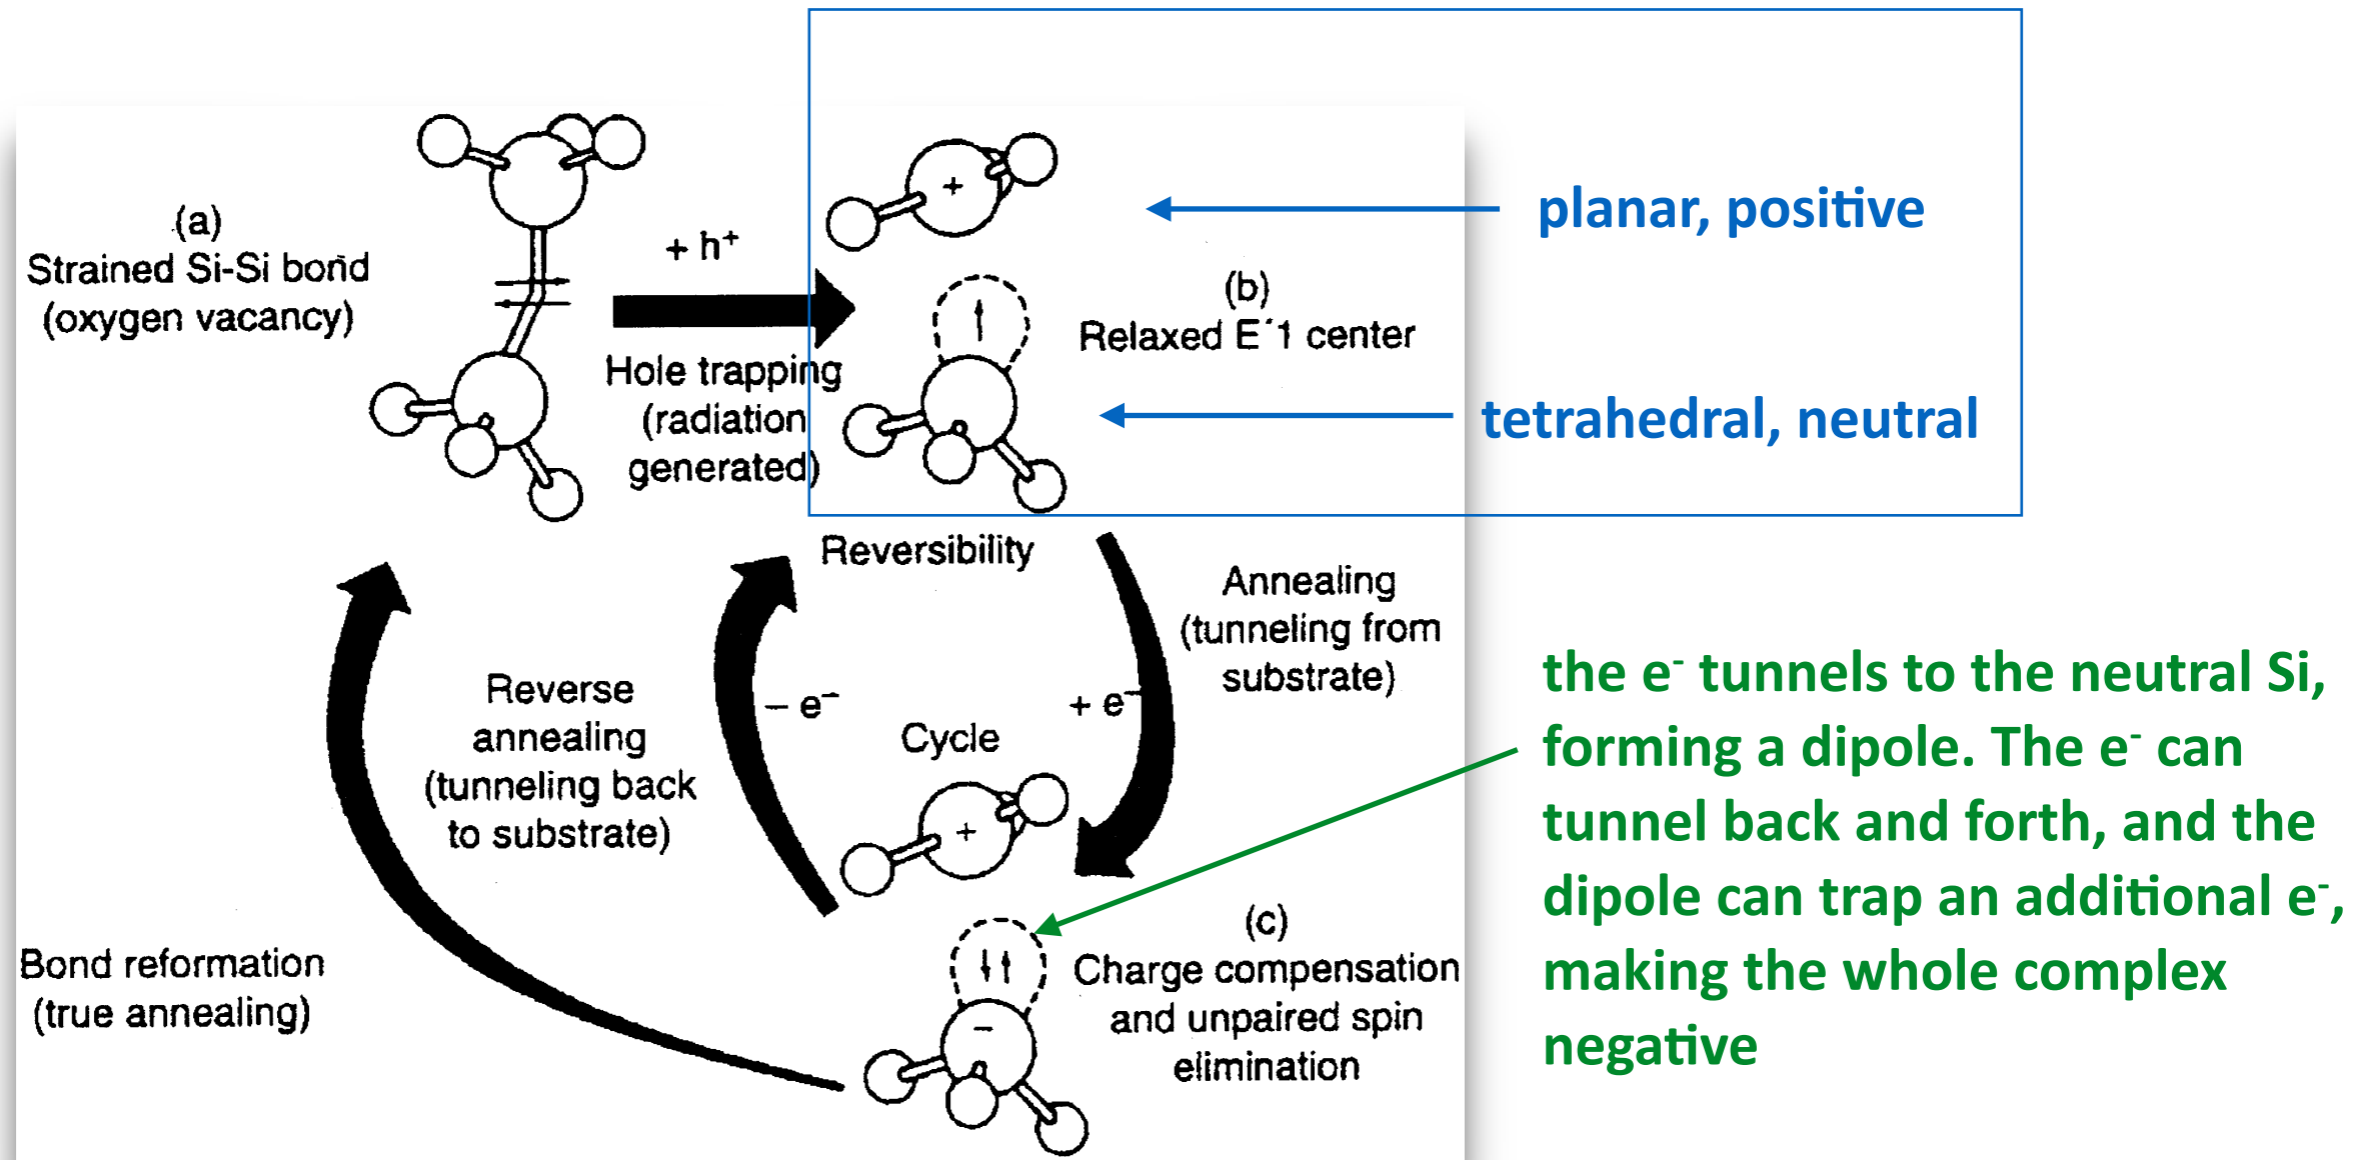 (a)
Strained Si-Si bond
(oxygen vacancy)
+ h⁺
Hole trapping
(radiation
generated)
+
planar, positive
(b)
Relaxed E´1 center
tetrahedral, neutral
Reversibility
Annealing
(tunneling from
substrate)
Reverse
annealing
(tunneling back
to substrate)
− e⁻
+ e⁻
Cycle
+
the e⁻ tunnels to the neutral Si,
forming a dipole. The e⁻ can
tunnel back and forth, and the
dipole can trap an additional e⁻,
making the whole complex
negative
(c)
Charge compensation
and unpaired spin
elimination
−
Bond reformation
(true annealing)